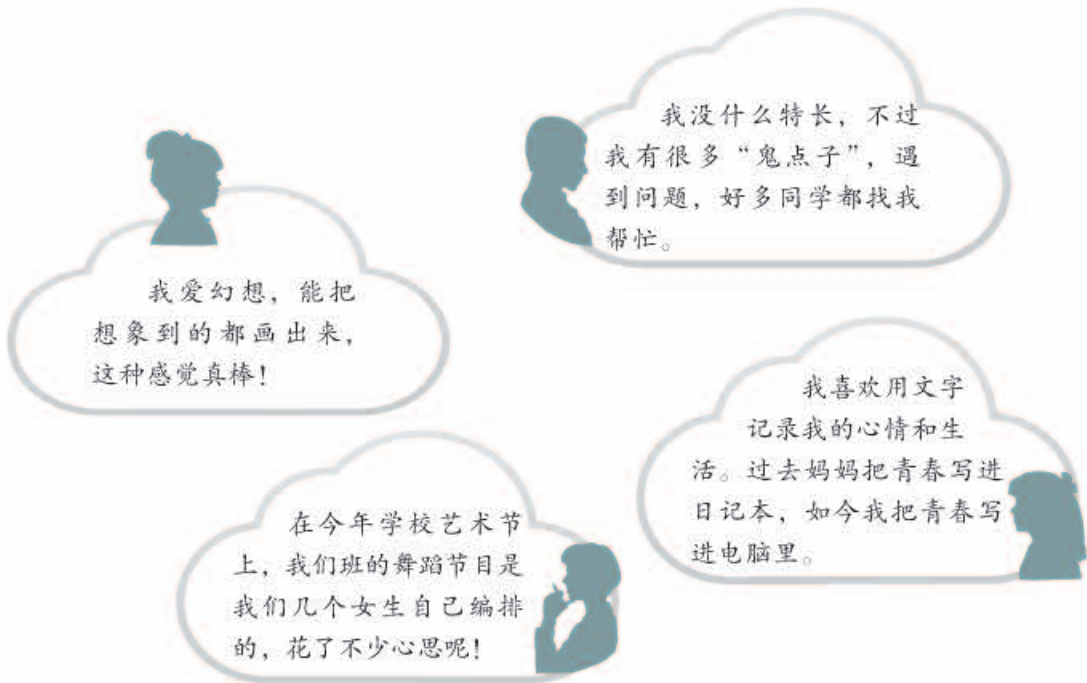 我没什么特长，不过
我有很多“鬼点子”，遇
到问题，好多同学都找我
帮忙。
我爱幻想，能把
想象到的都画出来，
这种感觉真棒！
我喜欢用文字
记录我的心情和生
活。过去妈妈把青春写进
日记本，如今我把青春写
进电脑里。
在今年学校艺术节
上，我们班的舞蹈节目是
我们几个女生自己编排
的，花了不少心思呢！